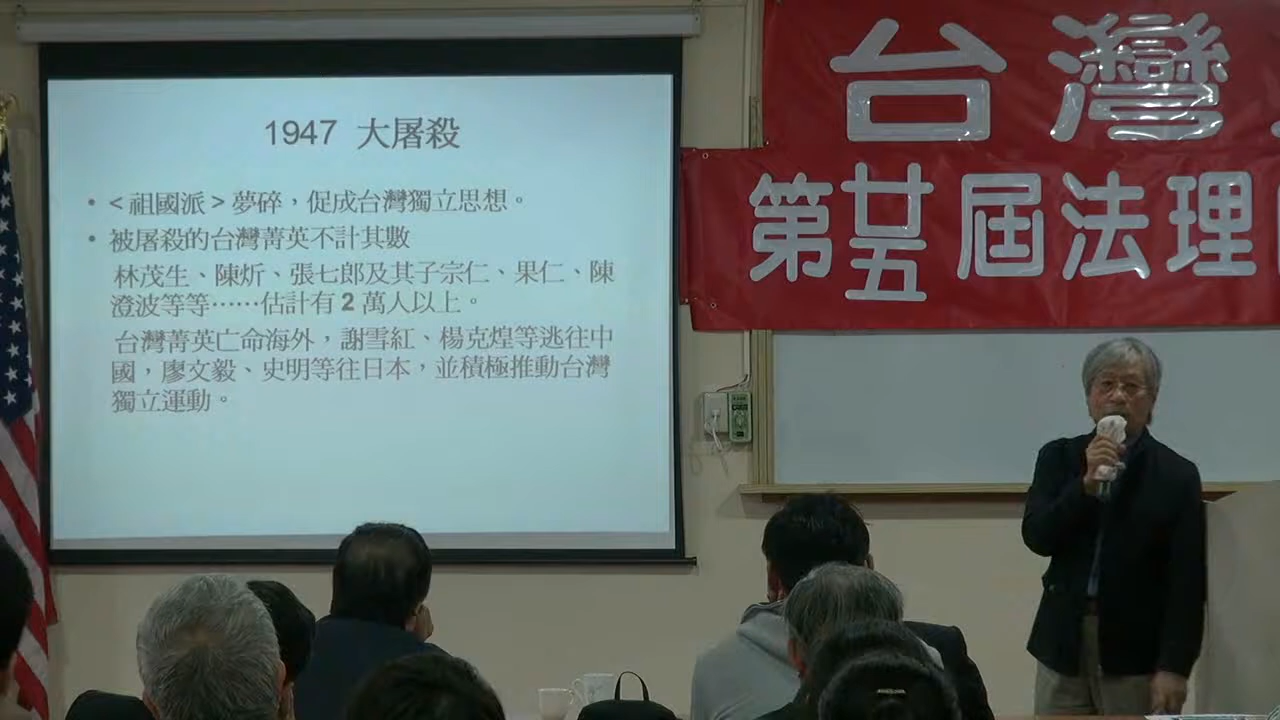 1947 大屠殺
• <祖國派> 夢碎，促成台灣獨立思想。
• 被屠殺的台灣菁英不計其數
林茂生、陳炘、張七郎及其子宗仁、果仁、陳
澄波等等……估計有 2 萬人以上。
台灣菁英亡命海外，謝雪紅、楊克煌等逃往中
國，廖文毅、史明等往日本，並積極推動台灣
獨立運動。
台灣
第廿五屆法理